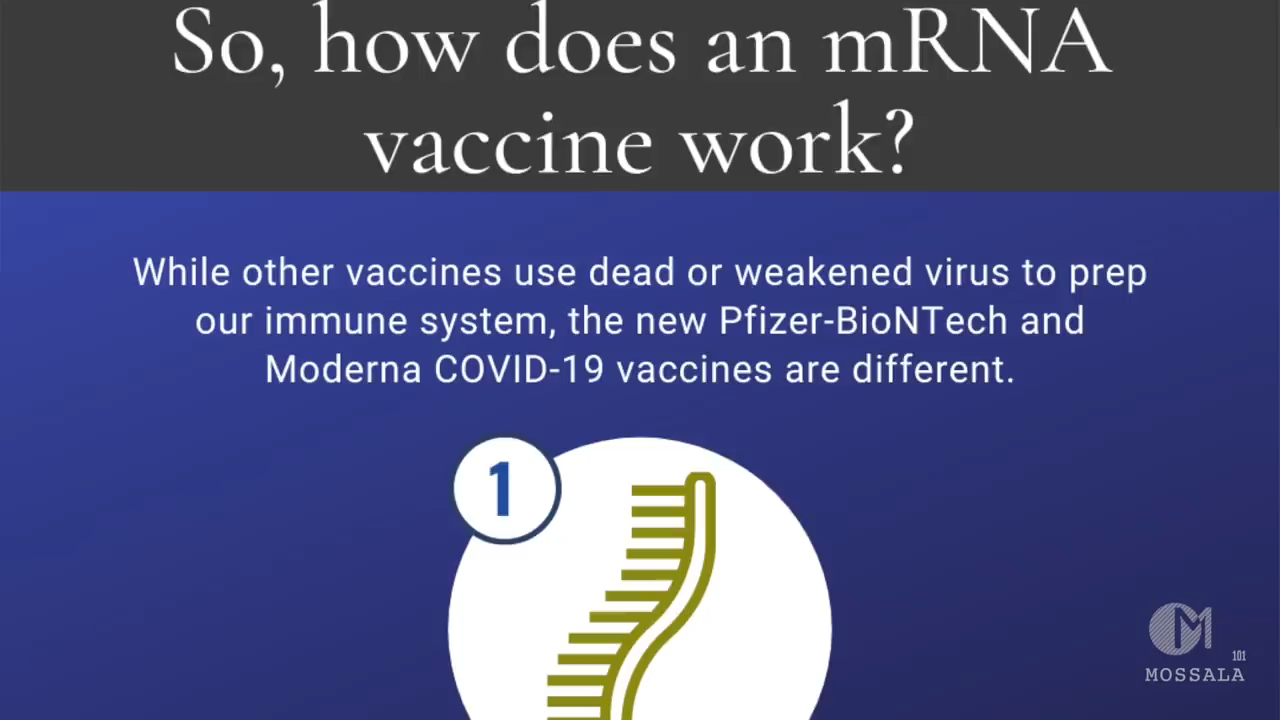 So, how does an mRNA
vaccine work?
While other vaccines use dead or weakened virus to prep
our immune system, the new Pfizer-BioNTech and
Moderna COVID-19 vaccines are different.
1
M
101
MOSSALA